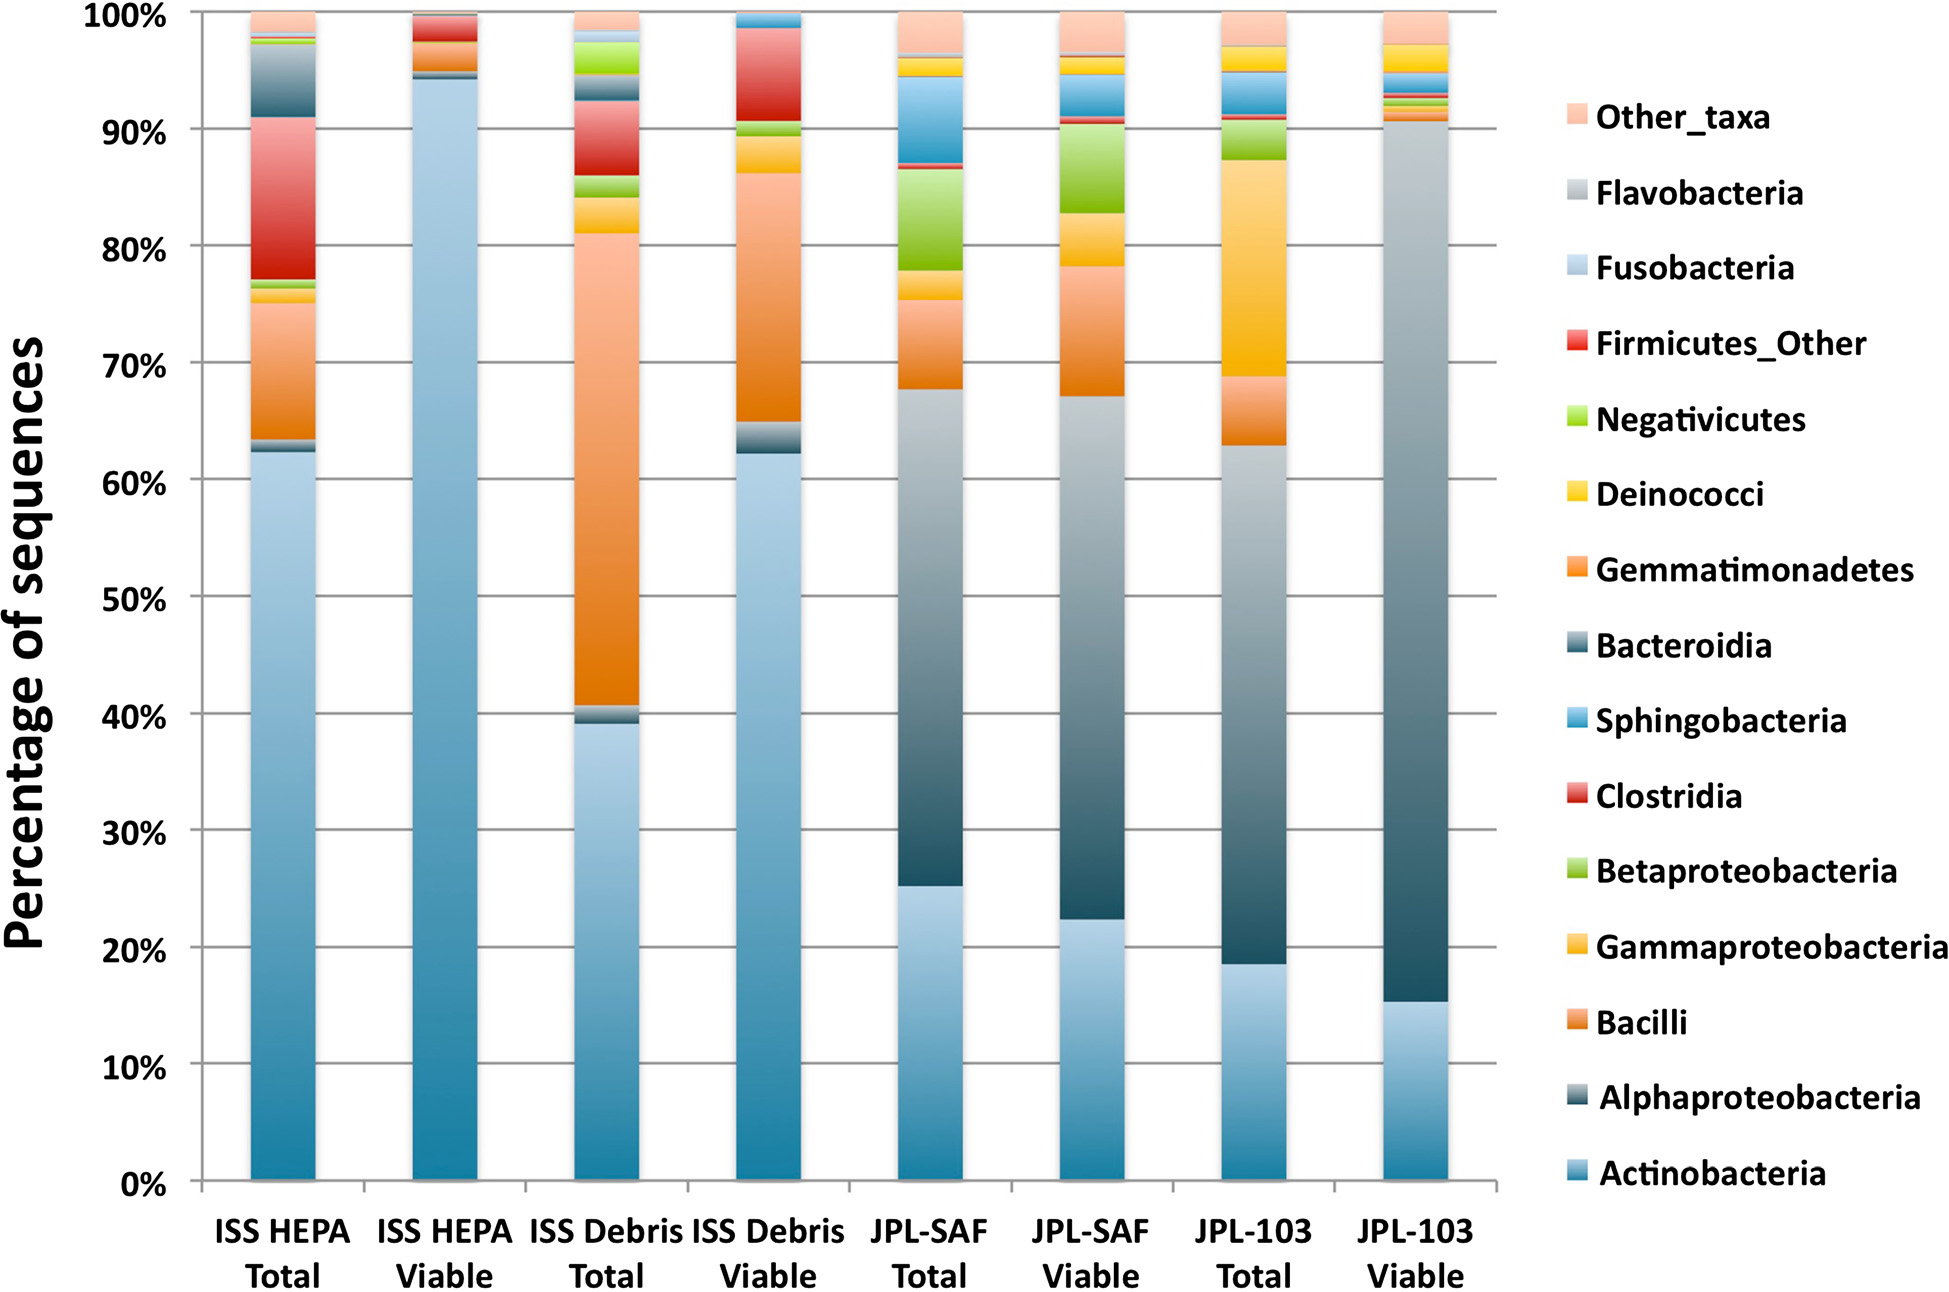 Percentage of sequences
100%
90%
80%
70%
60%
50%
40%
30%
20%
10%
0%
ISS HEPA Total
ISS HEPA Viable
ISS Debris Total
ISS Debris Viable
JPL-SAF Total
JPL-SAF Viable
JPL-103 Total
JPL-103 Viable
Other_taxa
Flavobacteria
Fusobacteria
Firmicutes_Other
Negativicutes
Deinococci
Gemmatimonadetes
Bacteroidia
Sphingobacteria
Clostridia
Betaproteobacteria
Gammaproteobacteria
Bacilli
Alphaproteobacteria
Actinobacteria